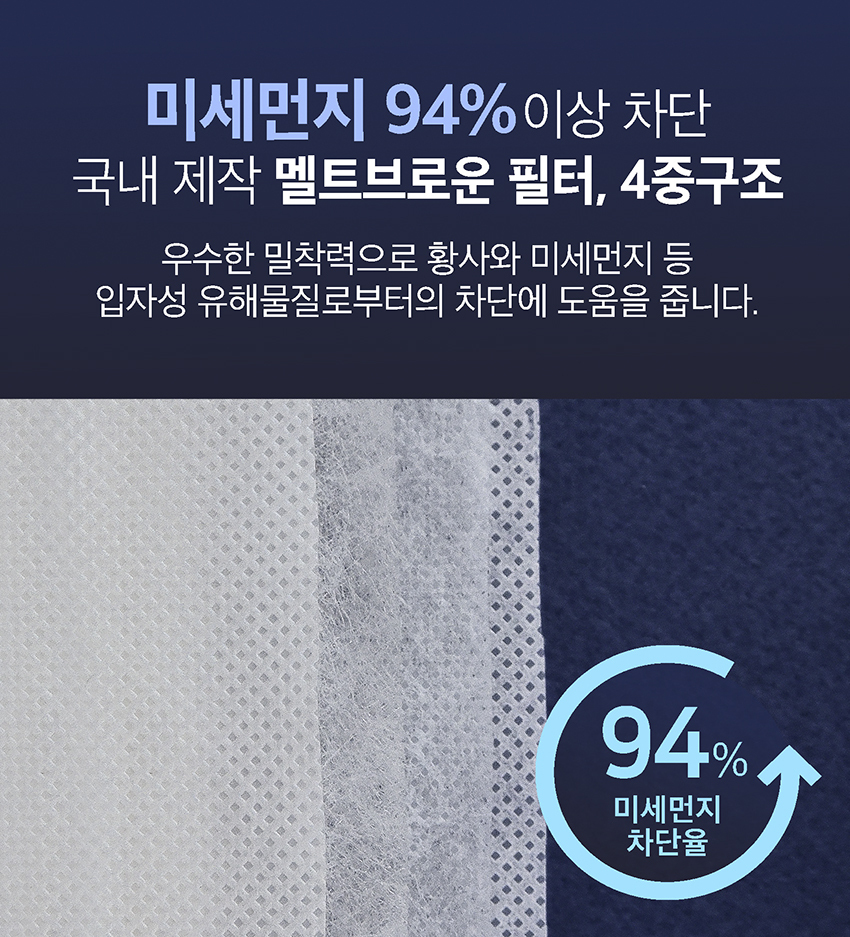 미세먼지 94% 이상 차단
국내 제작 멜트브로운 필터, 4중구조
우수한 밀착력으로 황사와 미세먼지 등
입자성 유해물질로부터의 차단에 도움을 줍니다.
94%
미세먼지
차단율